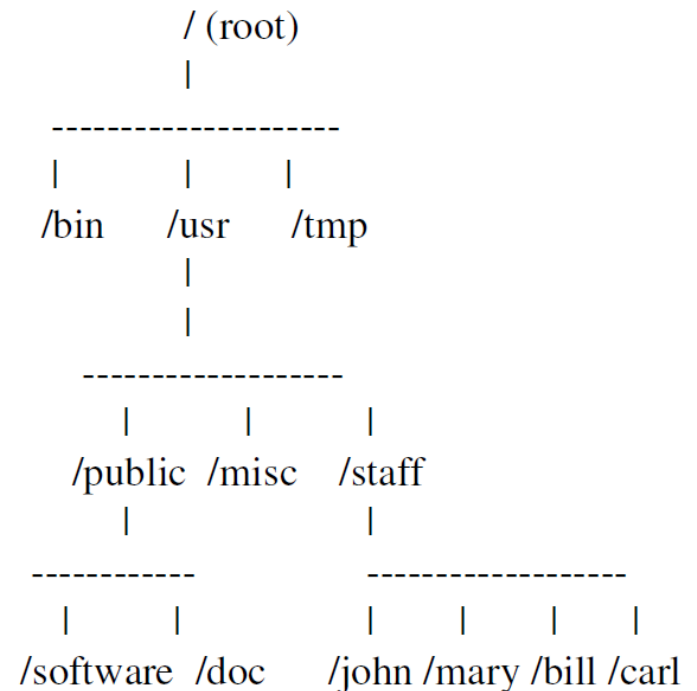 / (root)
|
---------------------
| | |
/bin /usr /tmp
|
|
-------------------
| | |
/public /misc /staff
| |
------------ -------------------
| | | | | |
/software /doc /john /mary /bill /carl